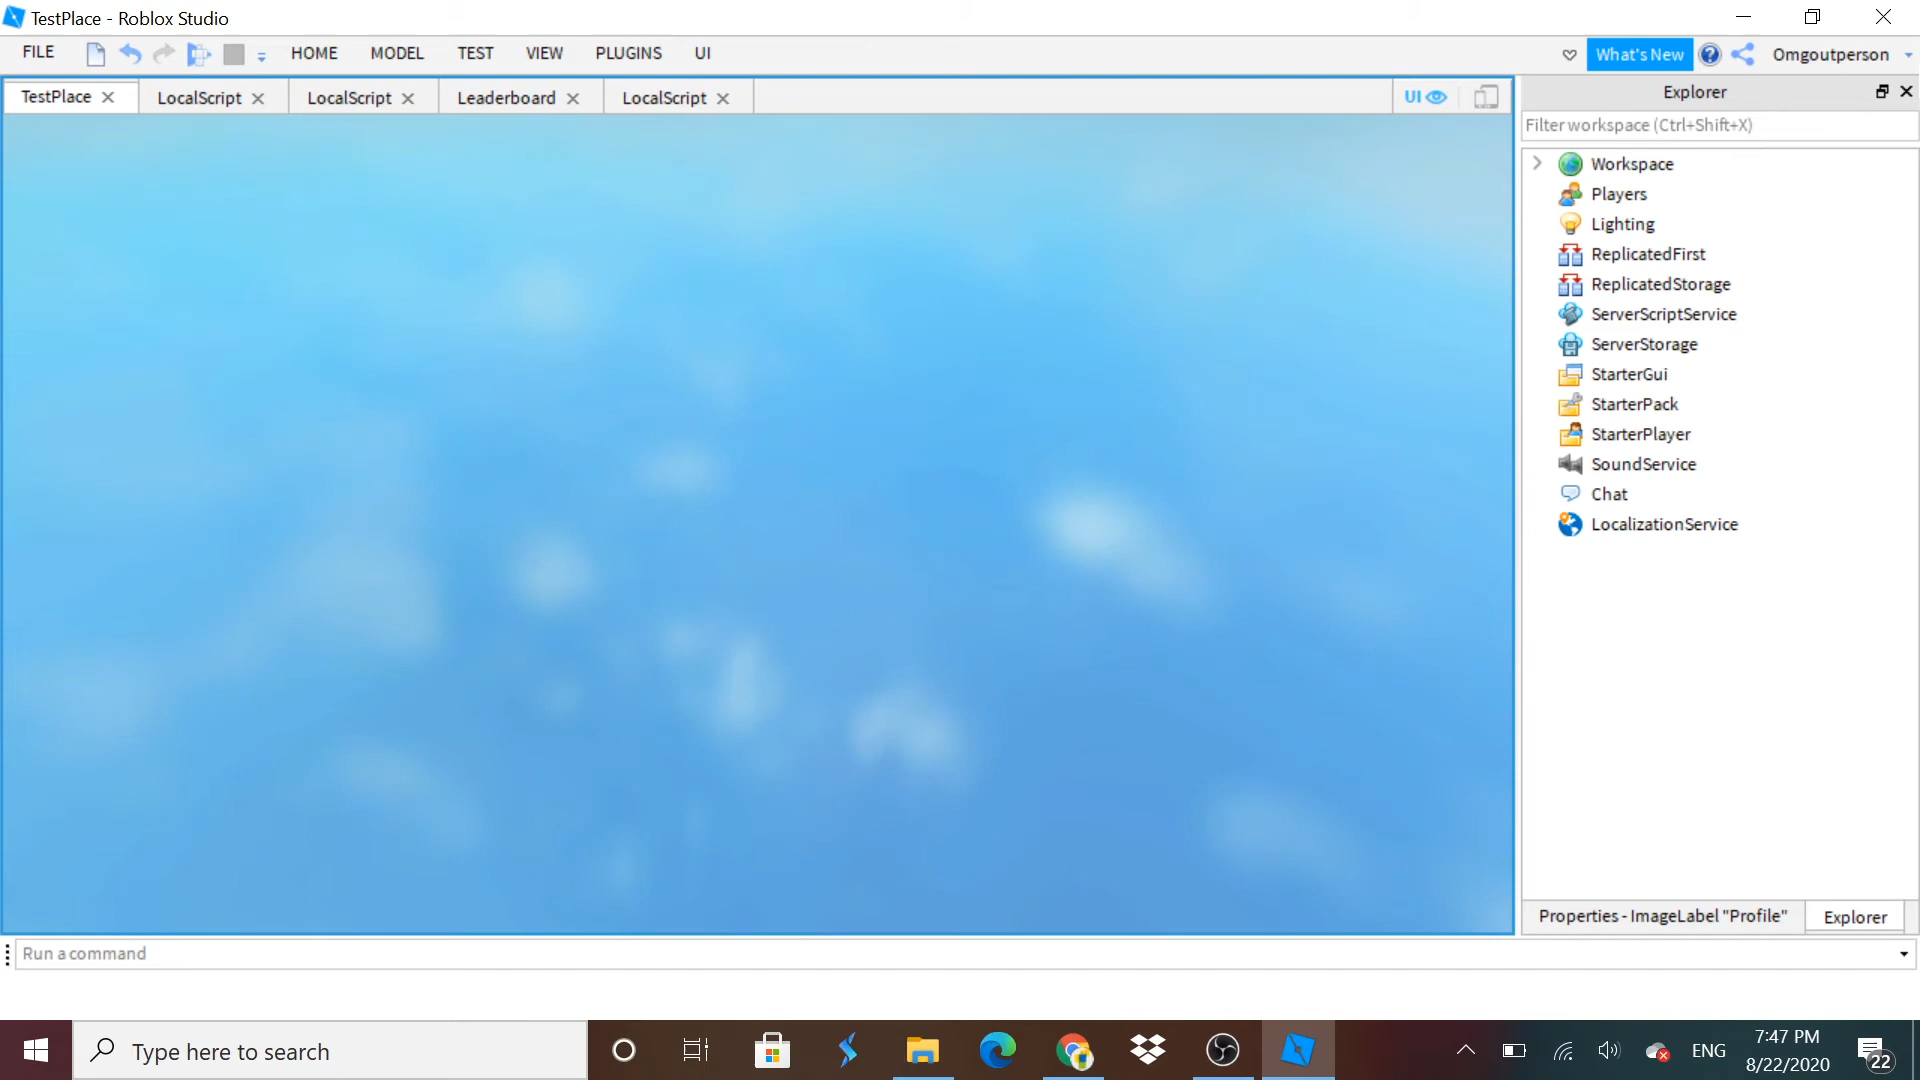 TestPlace - Roblox Studio
FILE HOME MODEL TEST VIEW PLUGINS UI What's New Omgoutperson
TestPlace LocalScript LocalScript Leaderboard LocalScript UI
Explorer
Filter workspace (Ctrl+Shift+X)
Workspace
Players
Lighting
ReplicatedFirst
ReplicatedStorage
ServerScriptService
ServerStorage
StarterGui
StarterPack
StarterPlayer
SoundService
Chat
LocalizationService
Properties - ImageLabel "Profile" Explorer
Run a command
Type here to search
ENG
7:47 PM
8/22/2020
22